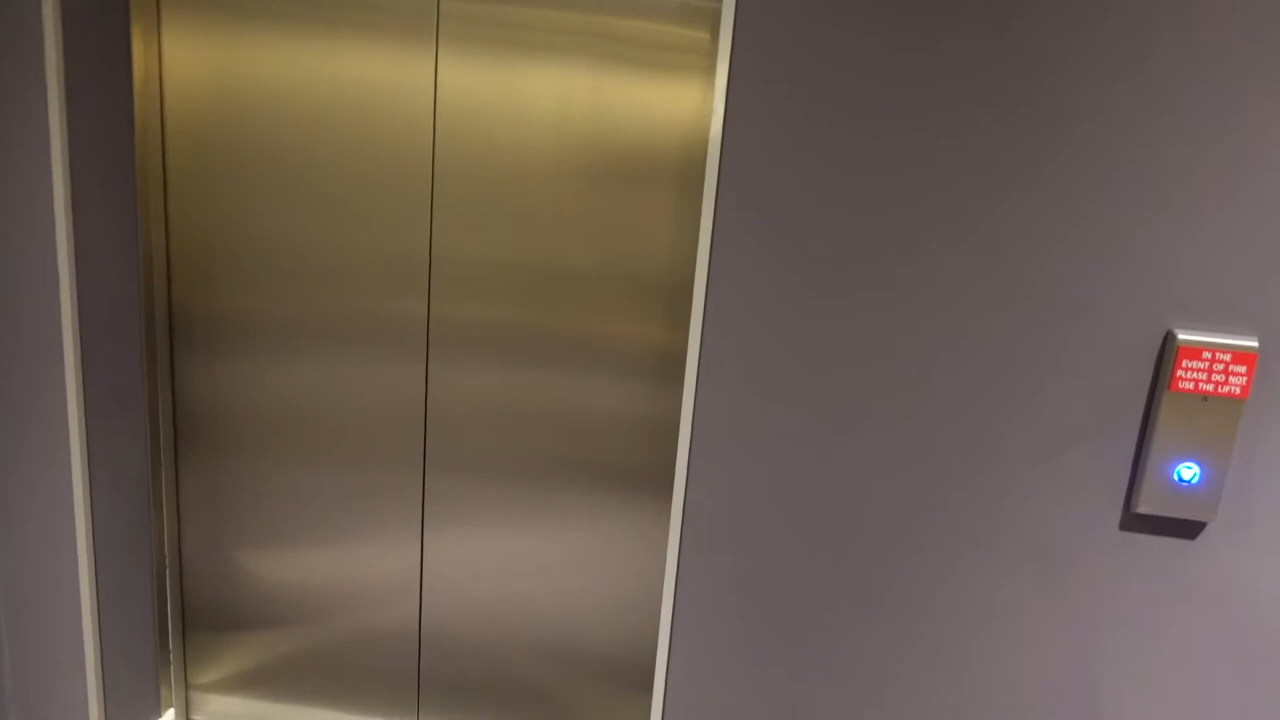 IN THE
EVENT OF FIRE
PLEASE DO NOT
USE THE LIFTS